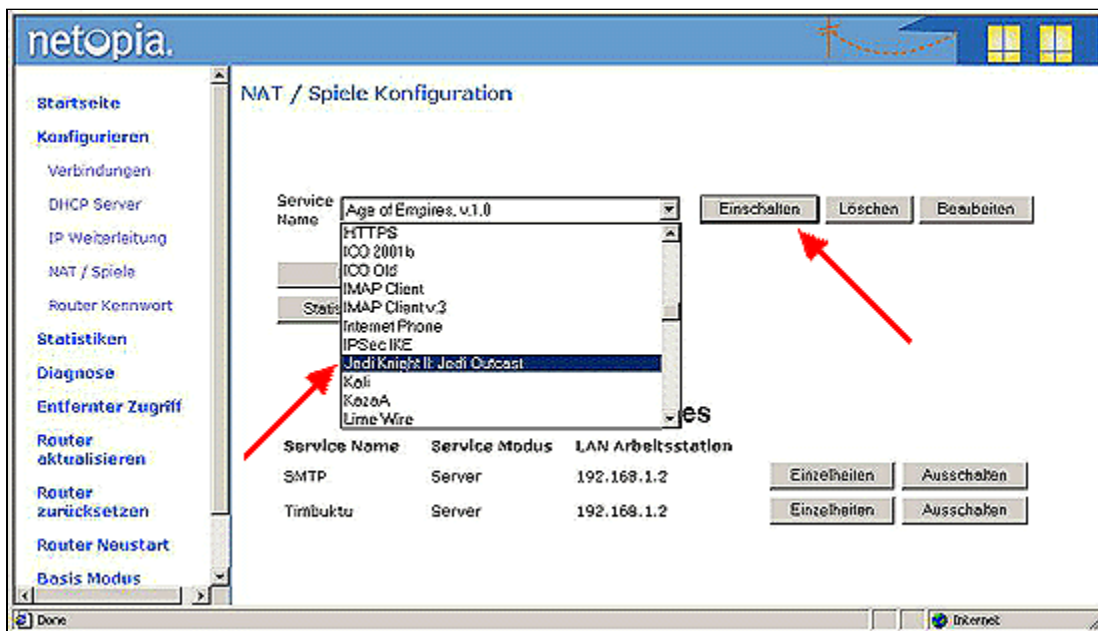 netopia.
Startseite
Konfigurieren
Verbindungen
DHCP Server
IP Weiterleitung
NAT / Spiele
Router Kennwort
Statistiken
Diagnose
Entfernter Zugriff
Router
aktualisieren
Router
zurücksetzen
Router Neustart
Basis Modus
NAT / Spiele Konfiguration
Service
Name
Age of Empires, v.1.0
Einschalten
Löschen
Bearbeiten
HTTPS
ICQ 2001b
ICQ Old
IMAP Client
IMAP Client v.3
Internet Phone
IPSec IKE
Jedi Knight II: Jedi Outcast
Kali
KazaA
Lime Wire
Service Name Service Modus LAN Arbeitsstation
SMTP Server 192.168.1.2 Einzelheiten Ausschalten
Timbuktu Server 192.168.1.2 Einzelheiten Ausschalten
Done
Internet